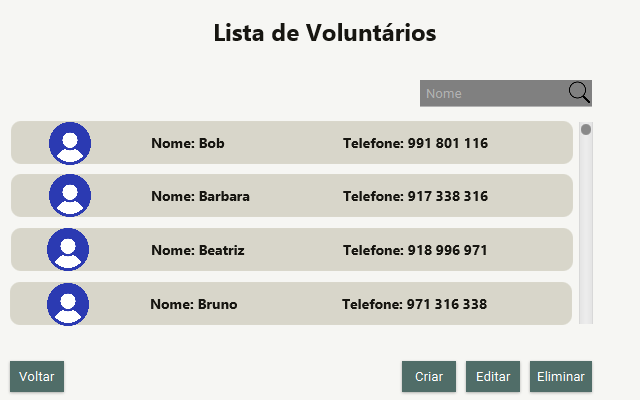 Lista de Voluntários
Nome
Nome: Bob Telefone: 991 801 116
Nome: Barbara Telefone: 917 338 316
Nome: Beatriz Telefone: 918 996 971
Nome: Bruno Telefone: 971 316 338
Voltar Criar Editar Eliminar